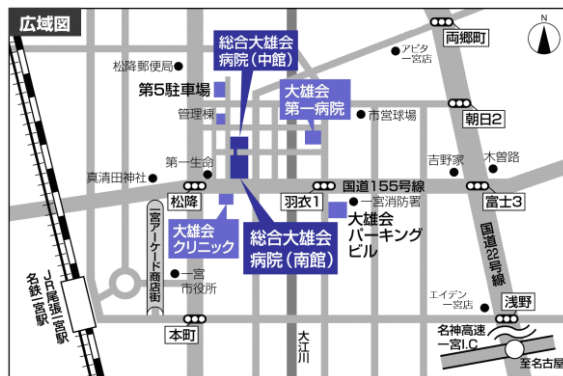 広域図
N
両郷町
アピタ
一宮店
総合大雄会
病院(中館)
松降郵便局
第5駐車場
大雄会
第一病院
管理棟
市営球場
朝日2
第一生命
真清田神社
吉野家
木曽路
松降
羽衣1
国道155号線
富士3
一宮消防署
大雄会
パーキング
ビル
大雄会
クリニック
総合大雄会
病院(南館)
一宮アーケード商店街
国道22号線
一宮
市役所
JR尾張一宮駅
名鉄一宮駅
エイデン
一宮店
浅野
本町
大江川
名神高速
一宮I.C
至名古屋